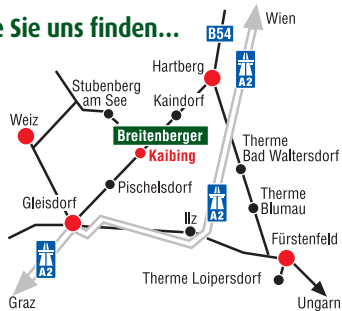 e Sie uns finden...
Wien
B54
Hartberg
A2
Stubenberg
am See
Kaindorf
Weiz
Breitenberger
Kaibing
Therme
Bad Waltersdorf
Pischelsdorf
Gleisdorf
Therme
Blumau
A2
Ilz
Fürstenfeld
A2
Therme Loipersdorf
Graz
Ungarn